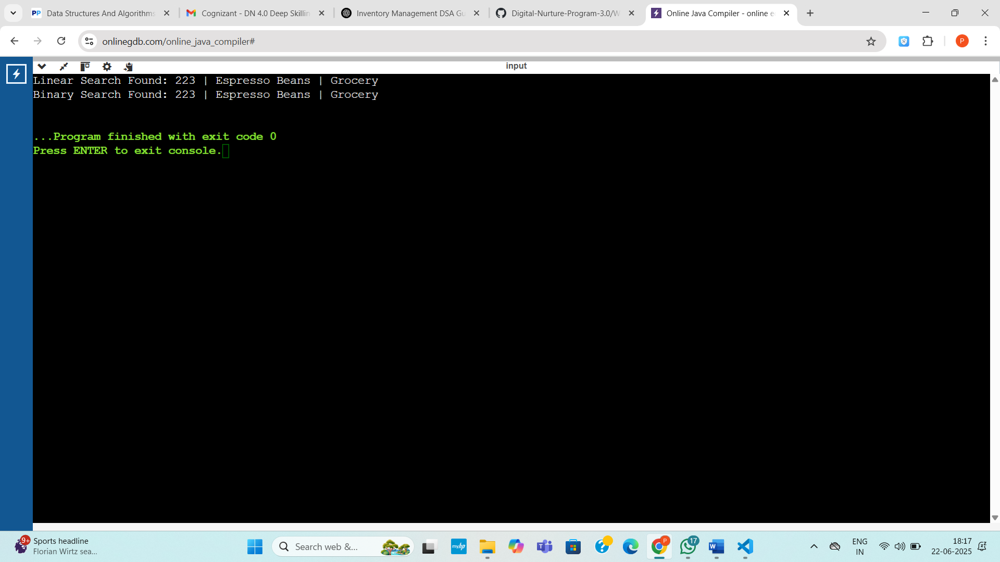 PP Data Structures And Algorithms
Cognizant - DN 4.0 Deep Skillin
Inventory Management DSA Gu
Digital-Nurture-Program-3.0/W
Online Java Compiler - online e
onlinegdb.com/online_java_compiler#
P
input
Linear Search Found: 223 | Espresso Beans | Grocery
Binary Search Found: 223 | Espresso Beans | Grocery
...Program finished with exit code 0
Press ENTER to exit console.
9+
Sports headline
Florian Wirtz sea...
Search web &...
myhp
T
?
P
17
W
ENG
IN
18:17
22-06-2025